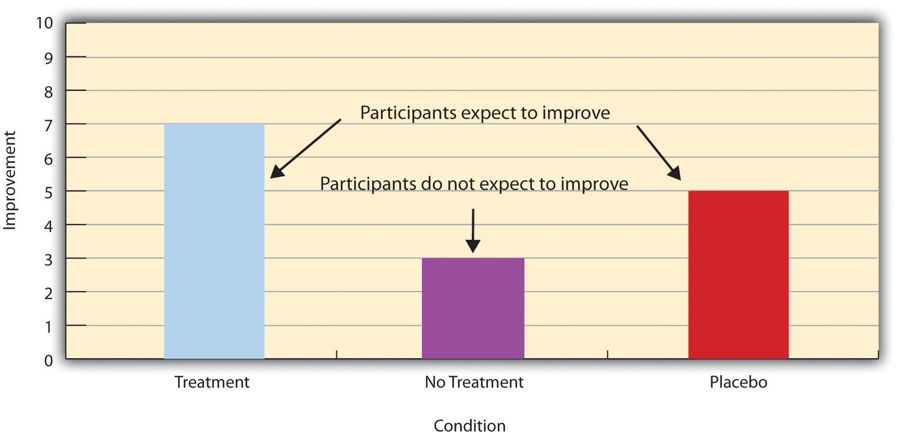 10
9
8
7
6
5
4
3
2
1
0
Improvement
Participants expect to improve
Participants do not expect to improve
Treatment
No Treatment
Placebo
Condition